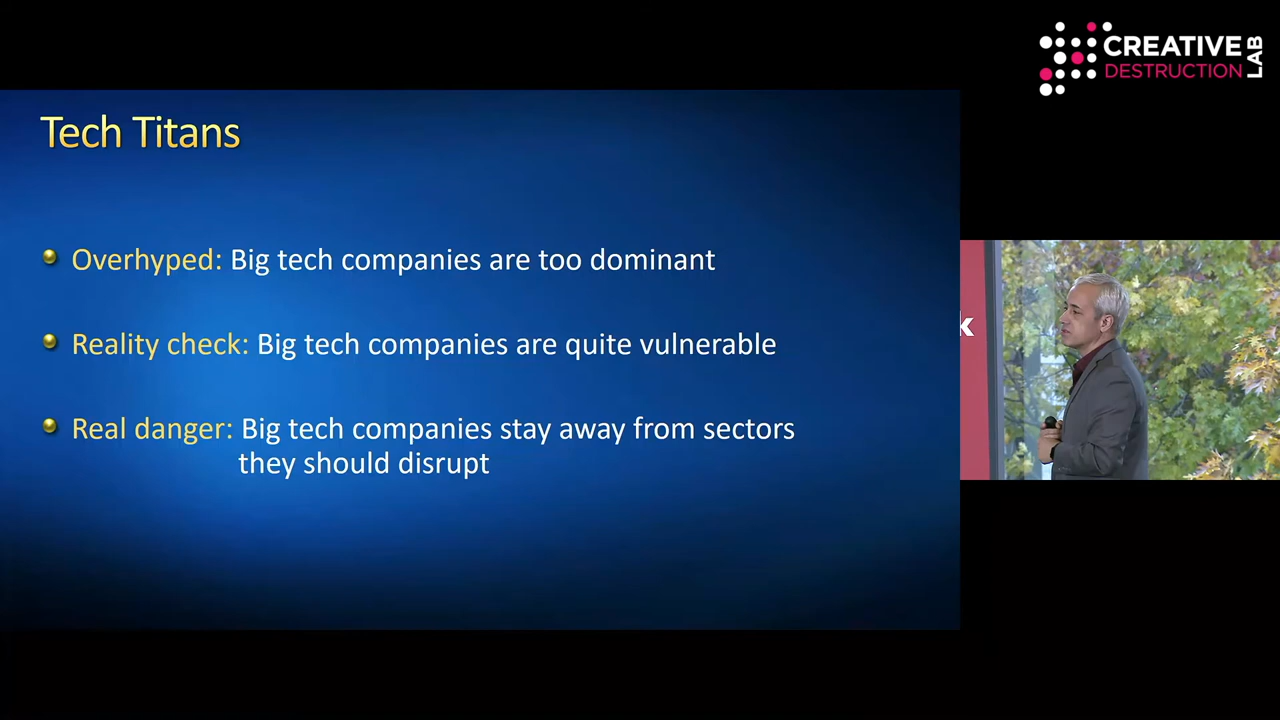 CREATIVE
DESTRUCTION
LAB
Tech Titans
Overhyped: Big tech companies are too dominant
Reality check: Big tech companies are quite vulnerable
Real danger: Big tech companies stay away from sectors
they should disrupt
k